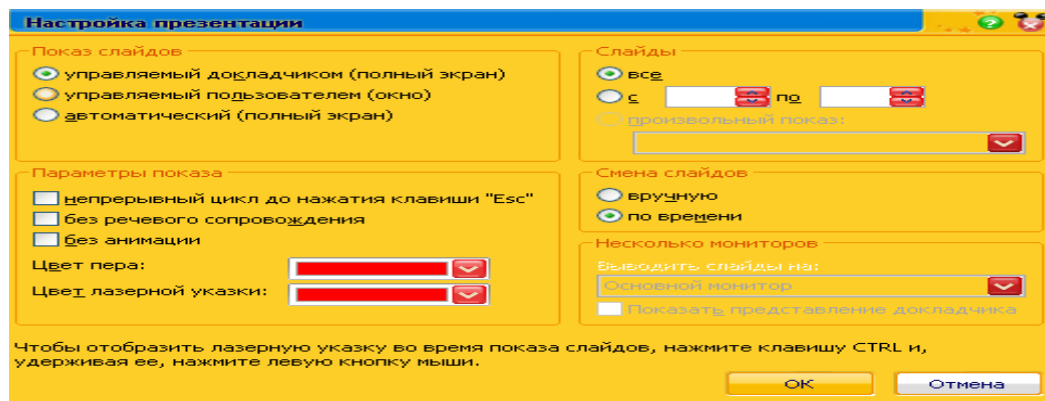 Настройка презентации
Показ слайдов
управляемый докладчиком (полный экран)
управляемый пользователем (окно)
автоматический (полный экран)
Слайды
все
с по
произвольный показ:
Параметры показа
непрерывный цикл до нажатия клавиши "Esc"
без речевого сопровождения
без анимации
Цвет пера:
Цвет лазерной указки:
Смена слайдов
вручную
по времени
Несколько мониторов
Выводить слайды на:
Основной монитор
Показать представление докладчика
Чтобы отобразить лазерную указку во время показа слайдов, нажмите клавишу CTRL и,
удерживая ее, нажмите левую кнопку мыши.
ОК Отмена